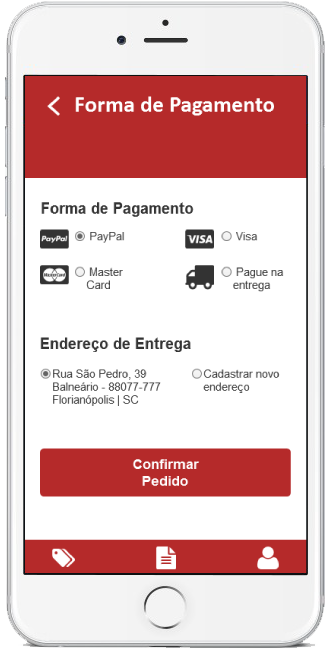 Forma de Pagamento
Forma de Pagamento
PayPal PayPal
VISA Visa
MasterCard Master
Card
Pague na
entrega
Endereço de Entrega
Rua São Pedro, 39
Balneário - 88077-777
Florianópolis | SC
Cadastrar novo
endereço
Confirmar
Pedido